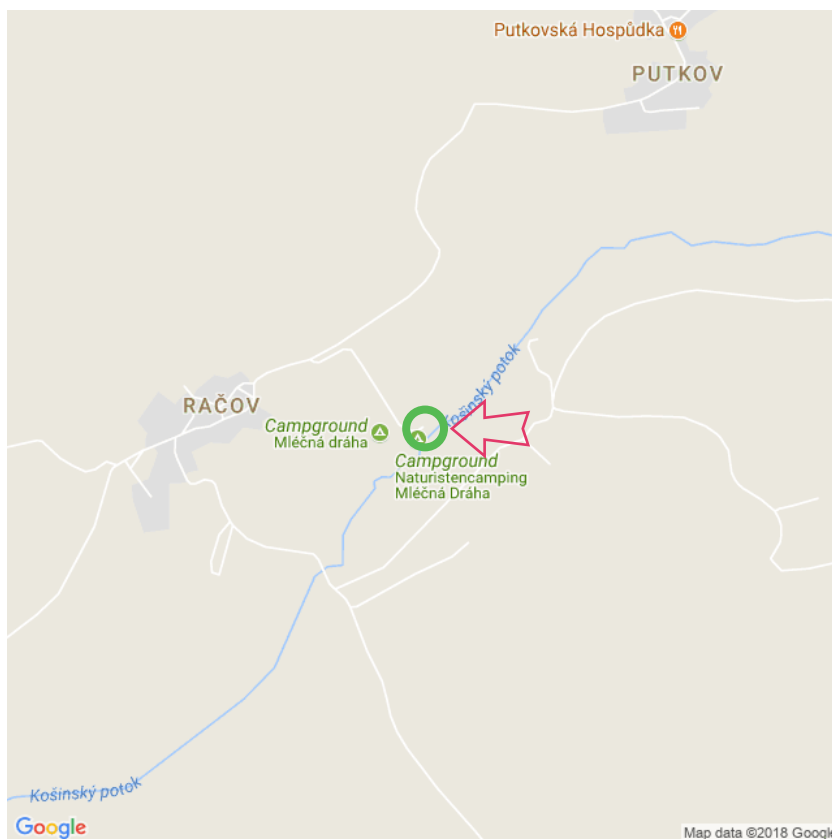 Putkovská Hospůdka
PUTKOV
Košinský potok
RAČOV
Campground
Mléčná dráha
Campground
Naturistencamping
Mléčná Dráha
Košinský potok
Google
Map data ©2018 Google